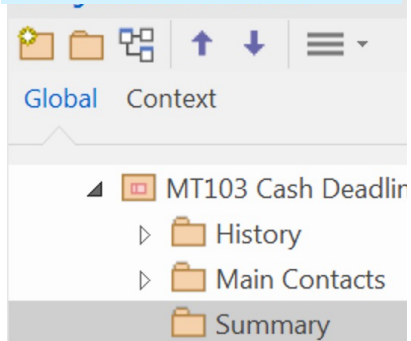 Global Context
MT103 Cash Deadlin
History
Main Contacts
Summary